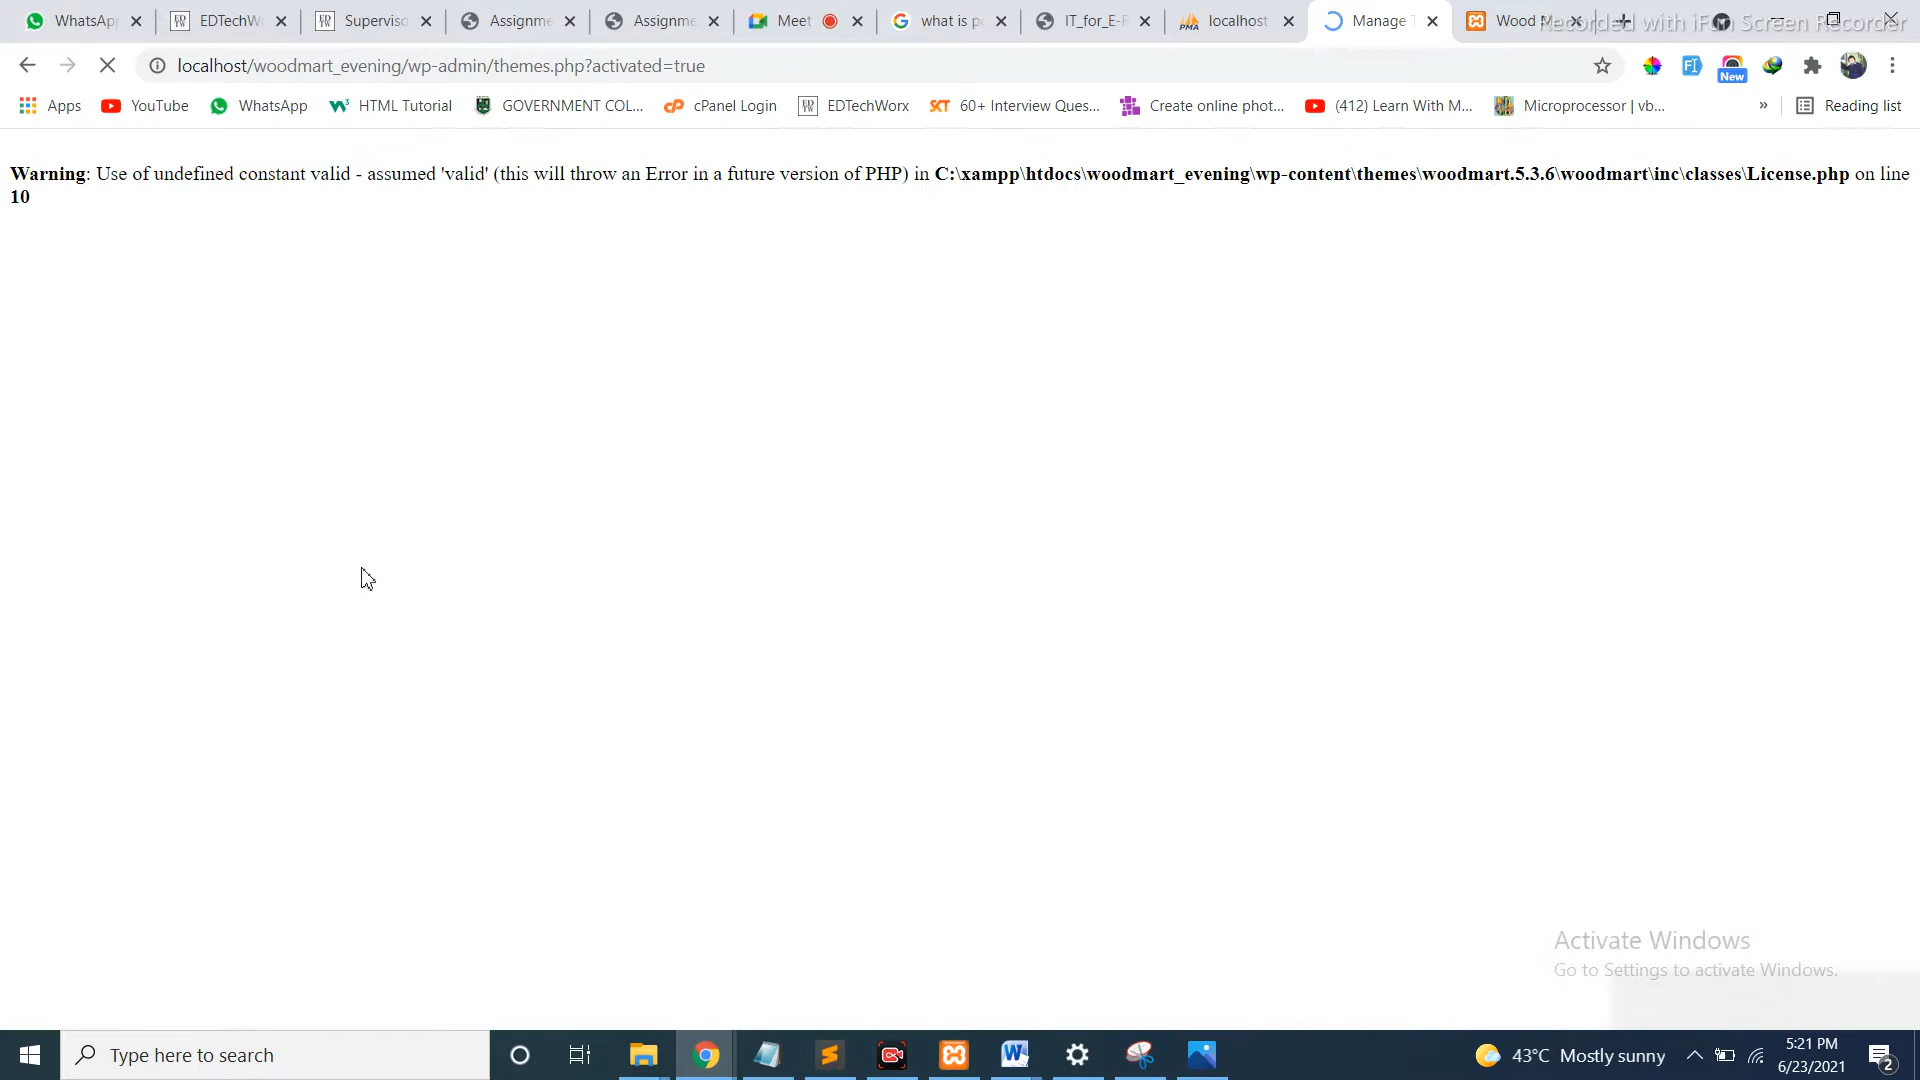 WhatsApp EDTechW Superviso Assignme Assignme Meet what is p IT_for_E-R localhost Manage T Wood M
Recorded with iFun Screen Recorder
localhost/woodmart_evening/wp-admin/themes.php?activated=true
New
Apps YouTube WhatsApp HTML Tutorial GOVERNMENT COL... cPanel Login EDTechWorx 60+ Interview Ques... Create online phot... (412) Learn With M... Microprocessor | vb... » Reading list
Warning: Use of undefined constant valid - assumed 'valid' (this will throw an Error in a future version of PHP) in C:\xampp\htdocs\woodmart_evening\wp-content\themes\woodmart.5.3.6\woodmart\inc\classes\License.php on line
10
Activate Windows
Go to Settings to activate Windows.
Type here to search
43°C Mostly sunny
5:21 PM
6/23/2021
2